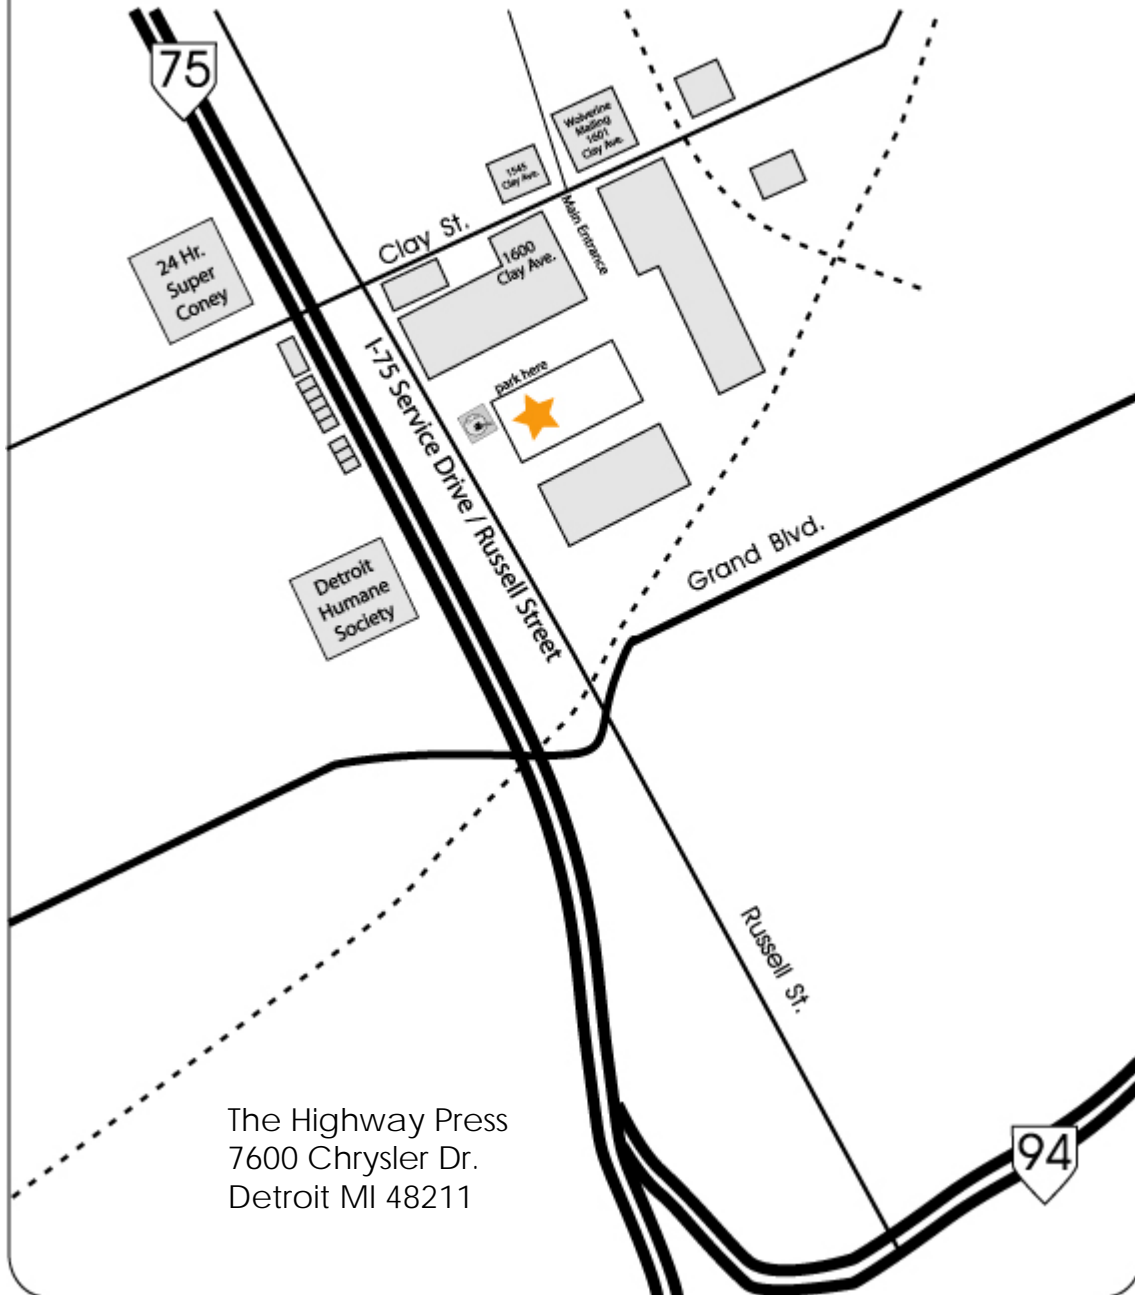 75
Wolverine
Mailing
1601
Clay Ave.
1545
Clay Ave.
Main Entrance
Clay St.
1600
Clay Ave.
24 Hr.
Super
Coney
park here
I-75 Service Drive / Russell Street
Grand Blvd.
Detroit
Humane
Society
Russell St.
The Highway Press
7600 Chrysler Dr.
Detroit MI 48211
94